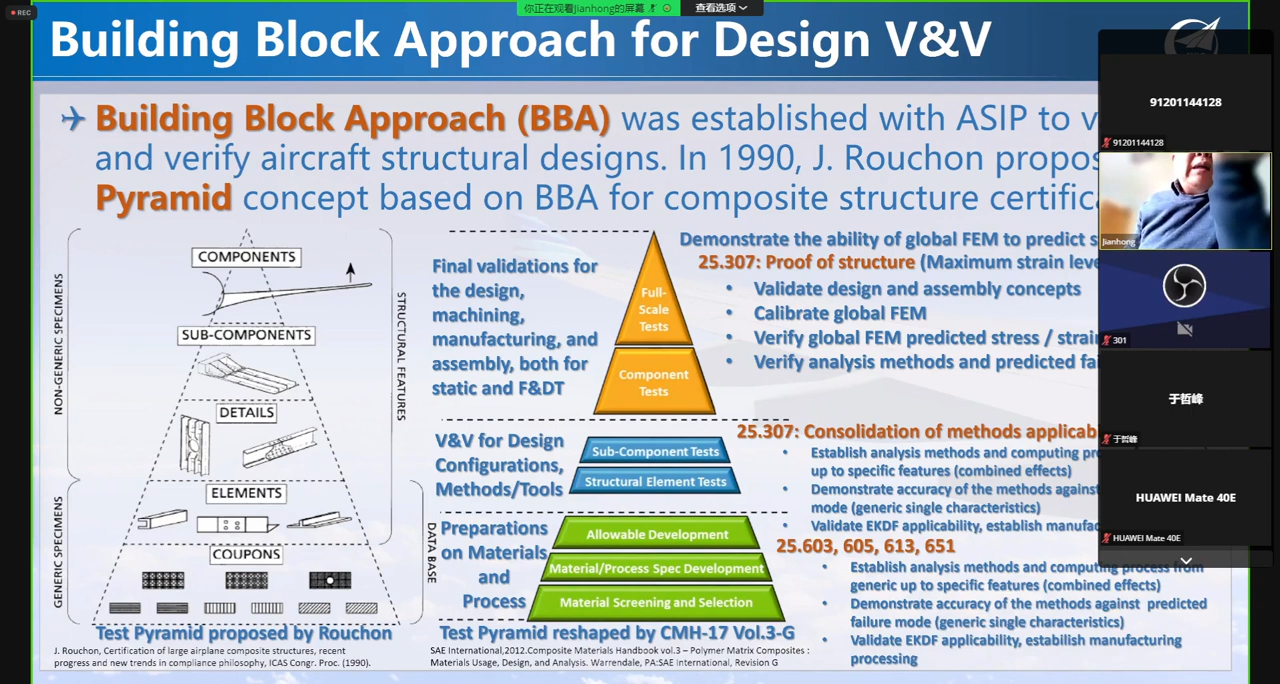 REC
你正在观看Jianhong的屏幕
查看选项
Building Block Approach for Design V&V
Building Block Approach (BBA) was established with ASIP to
and verify aircraft structural designs. In 1990, J. Rouchon
Pyramid concept based on BBA for composite structure
NON-GENERIC SPECIMENS
GENERIC SPECIMENS
COMPONENTS
SUB-COMPONENTS
DETAILS
ELEMENTS
COUPONS
STRUCTURAL FEATURES
DATA BASE
Test Pyramid proposed by Rouchon
J. Rouchon, Certification of large airplane composite structures, recent
progress and new trends in compliance philosophy, ICAS Congr. Proc. (1990).
Final validations for
the design,
machining,
manufacturing, and
assembly, both for
static and F&DT
V&V for Design
Configurations,
Methods/Tools
Preparations
on Materials
and
Process
Full-
Scale
Tests
Component
Tests
Sub-Component Tests
Structural Element Tests
Allowable Development
Material/Process Spec Development
Material Screening and Selection
Test Pyramid reshaped by CMH-17 Vol.3-G
SAE International,2012.Composite Materials Handbook vol.3 – Polymer Matrix Composites :
Materials Usage, Design, and Analysis. Warrendale, PA:SAE International, Revision G
Demonstrate the ability of global FEM to predict
25.307: Proof of structure (Maximum strain
• Validate design and assembly concepts
• Calibrate global FEM
• Verify global FEM predicted stress /
• Verify analysis methods and predicted
25.307: Consolidation of methods
• Establish analysis methods and computing
up to specific features (combined effects)
• Demonstrate accuracy of the methods against
mode (generic single characteristics)
• Validate EKDF applicability, establish
25.603, 605, 613, 651
• Establish analysis methods and computing process from
generic up to specific features (combined effects)
• Demonstrate accuracy of the methods against predicted
failure mode (generic single characteristics)
• Validate EKDF applicability, establish manufacturing
processing
91201144128
91201144128
Jianhong
301
于哲峰
于哲峰
HUAWEI Mate 40E
HUAWEI Mate 40E